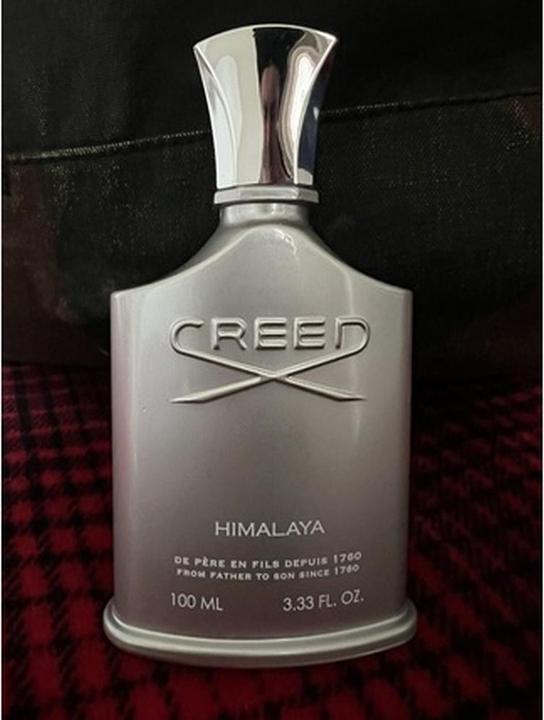 CREED
HIMALAYA
DE PÈRE EN FILS DEPUIS 1760
FROM FATHER TO SON SINCE 1760
100 ML 3.33 FL. OZ.